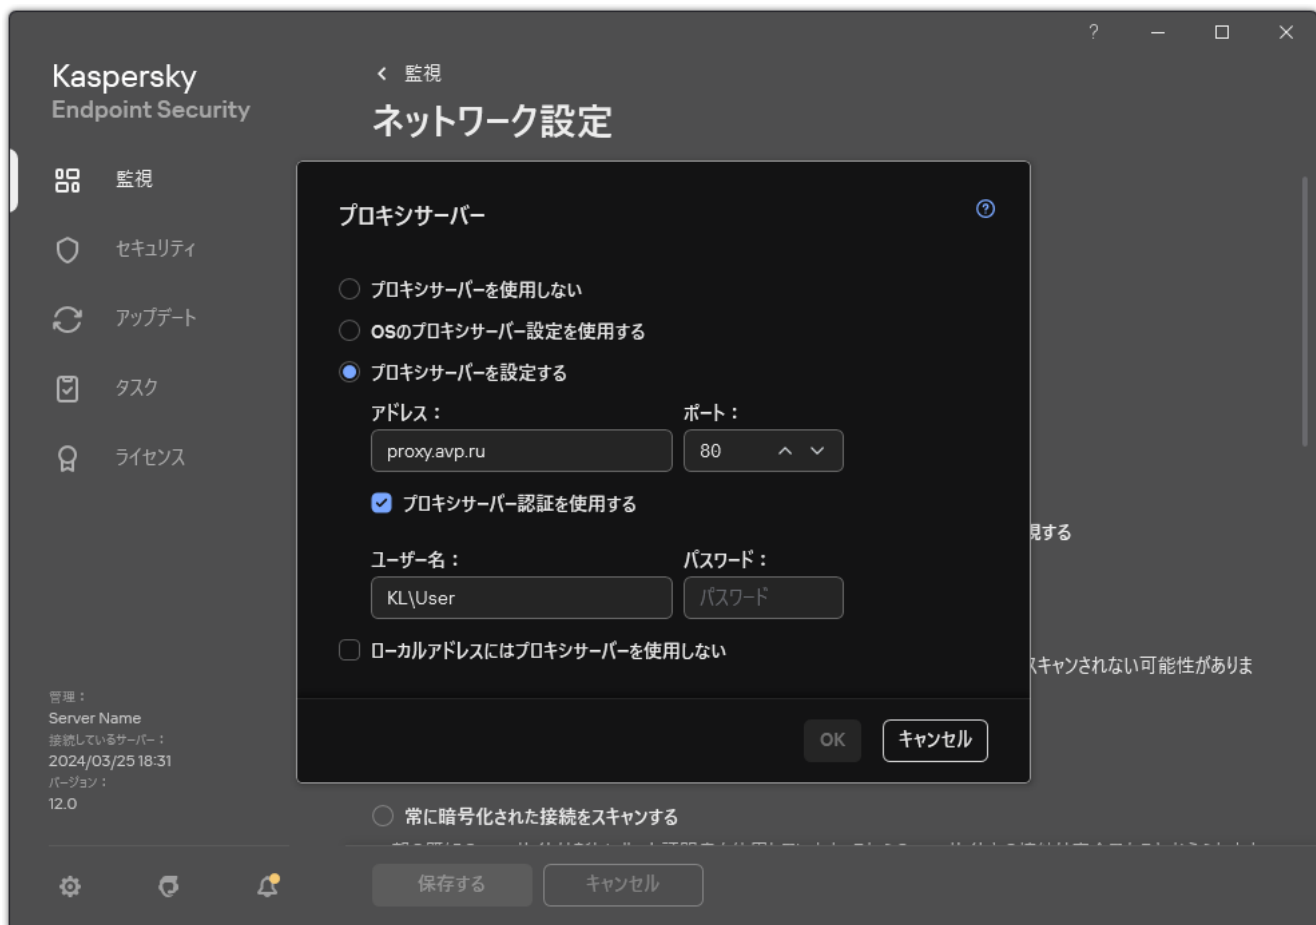 Kaspersky
Endpoint Security
監視
セキュリティ
アップデート
タスク
ライセンス
管理：
Server Name
接続しているサーバー：
2024/03/25 18:31
バージョン：
12.0
監視
ネットワーク設定
プロキシサーバー
プロキシサーバーを使用しない
OSのプロキシサーバー設定を使用する
プロキシサーバーを設定する
アドレス： ポート：
proxy.avp.ru 80
プロキシサーバー認証を使用する
ユーザー名： パスワード：
KL\User パスワード
ローカルアドレスにはプロキシサーバーを使用しない
OK キャンセル
視する
スキャンされない可能性がありま
常に暗号化された接続をスキャンする
保存する キャンセル